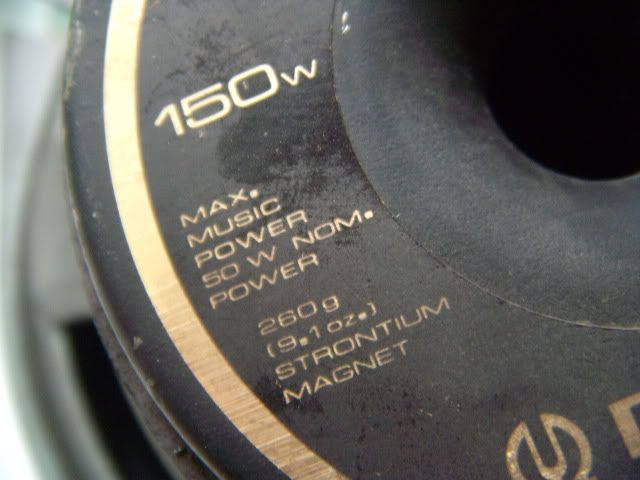 150W
MAX.
MUSIC
POWER
50 W NOM.
POWER
260g
(9.1oz.)
STRONTIUM
MAGNET